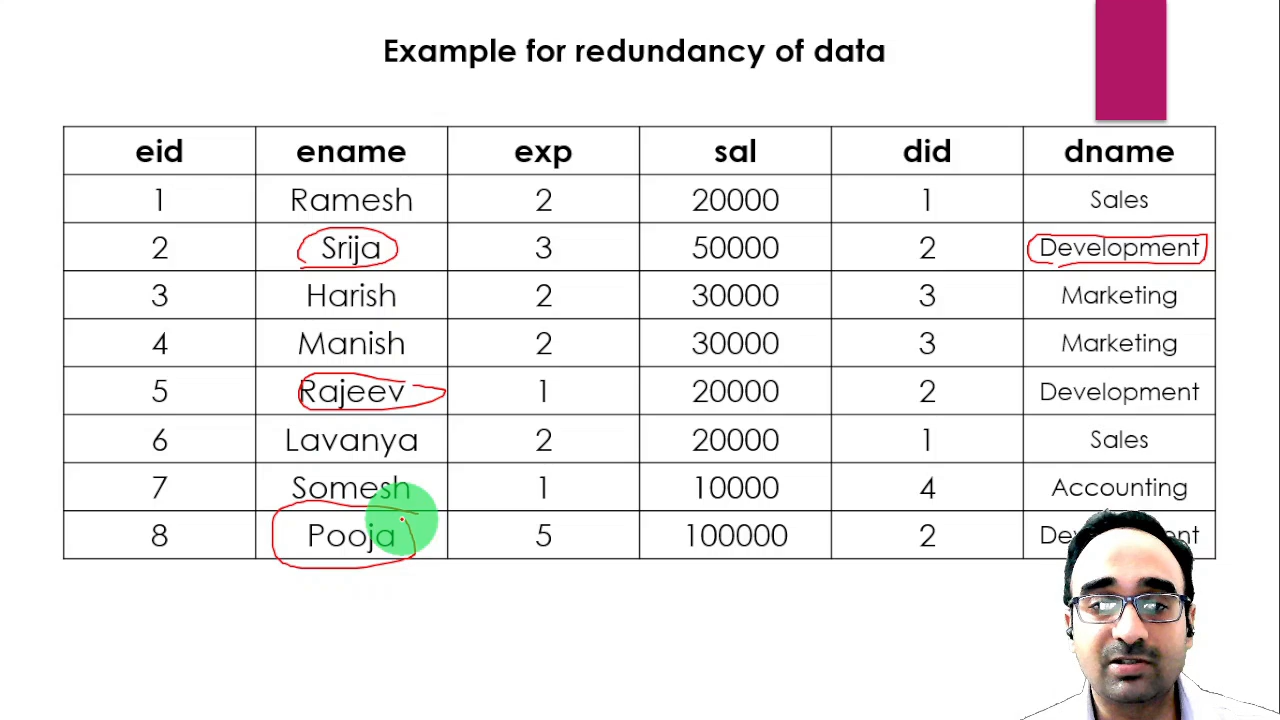 Example for redundancy of data
eid ename exp sal did dname
1 Ramesh 2 20000 1 Sales
2 Srija 3 50000 2 Development
3 Harish 2 30000 3 Marketing
4 Manish 2 30000 3 Marketing
5 Rajeev 1 20000 2 Development
6 Lavanya 2 20000 1 Sales
7 Somesh 1 10000 4 Accounting
8 Pooja 5 100000 2